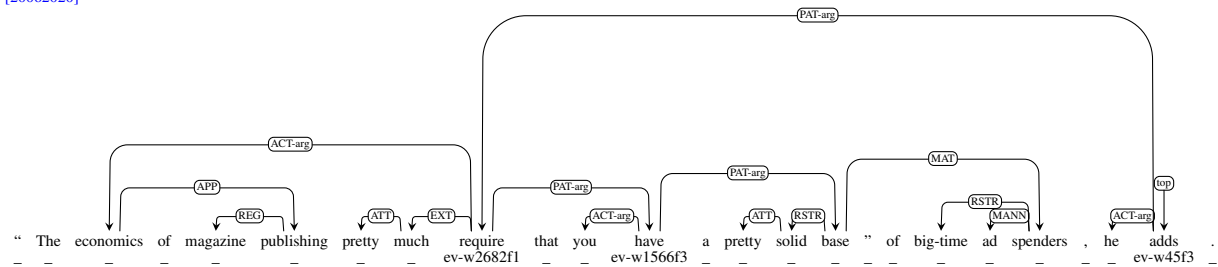 [20082020]
PAT-arg
ACT-arg
MAT
PAT-arg
top
APP PAT-arg
RSTR
REG ATT EXT ACT-arg ATT RSTR MANN ACT-arg
“ The economics of magazine publishing pretty much require that you have a pretty solid base ” of big-time ad spenders , he adds .
_ _ _ _ _ _ _ _ ev-w2682f1 _ _ ev-w1566f3 _ _ _ _ _ _ _ _ _ _ _ ev-w45f3 _